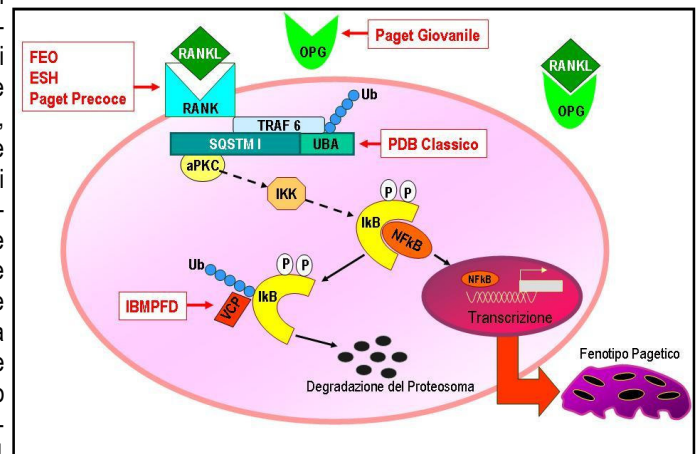 FEO
ESH
Paget Precoce
RANKL
RANK
OPG
Paget Giovanile
RANKL
OPG
Ub
TRAF 6
SQSTM I
UBA
PDB Classico
aPKC
IKK
P P
IkB
NFkB
Ub
P P
IkB
VCP
IBMPFD
NFkB
Transcrizione
Degradazione del Proteosoma
Fenotipo Pagetico